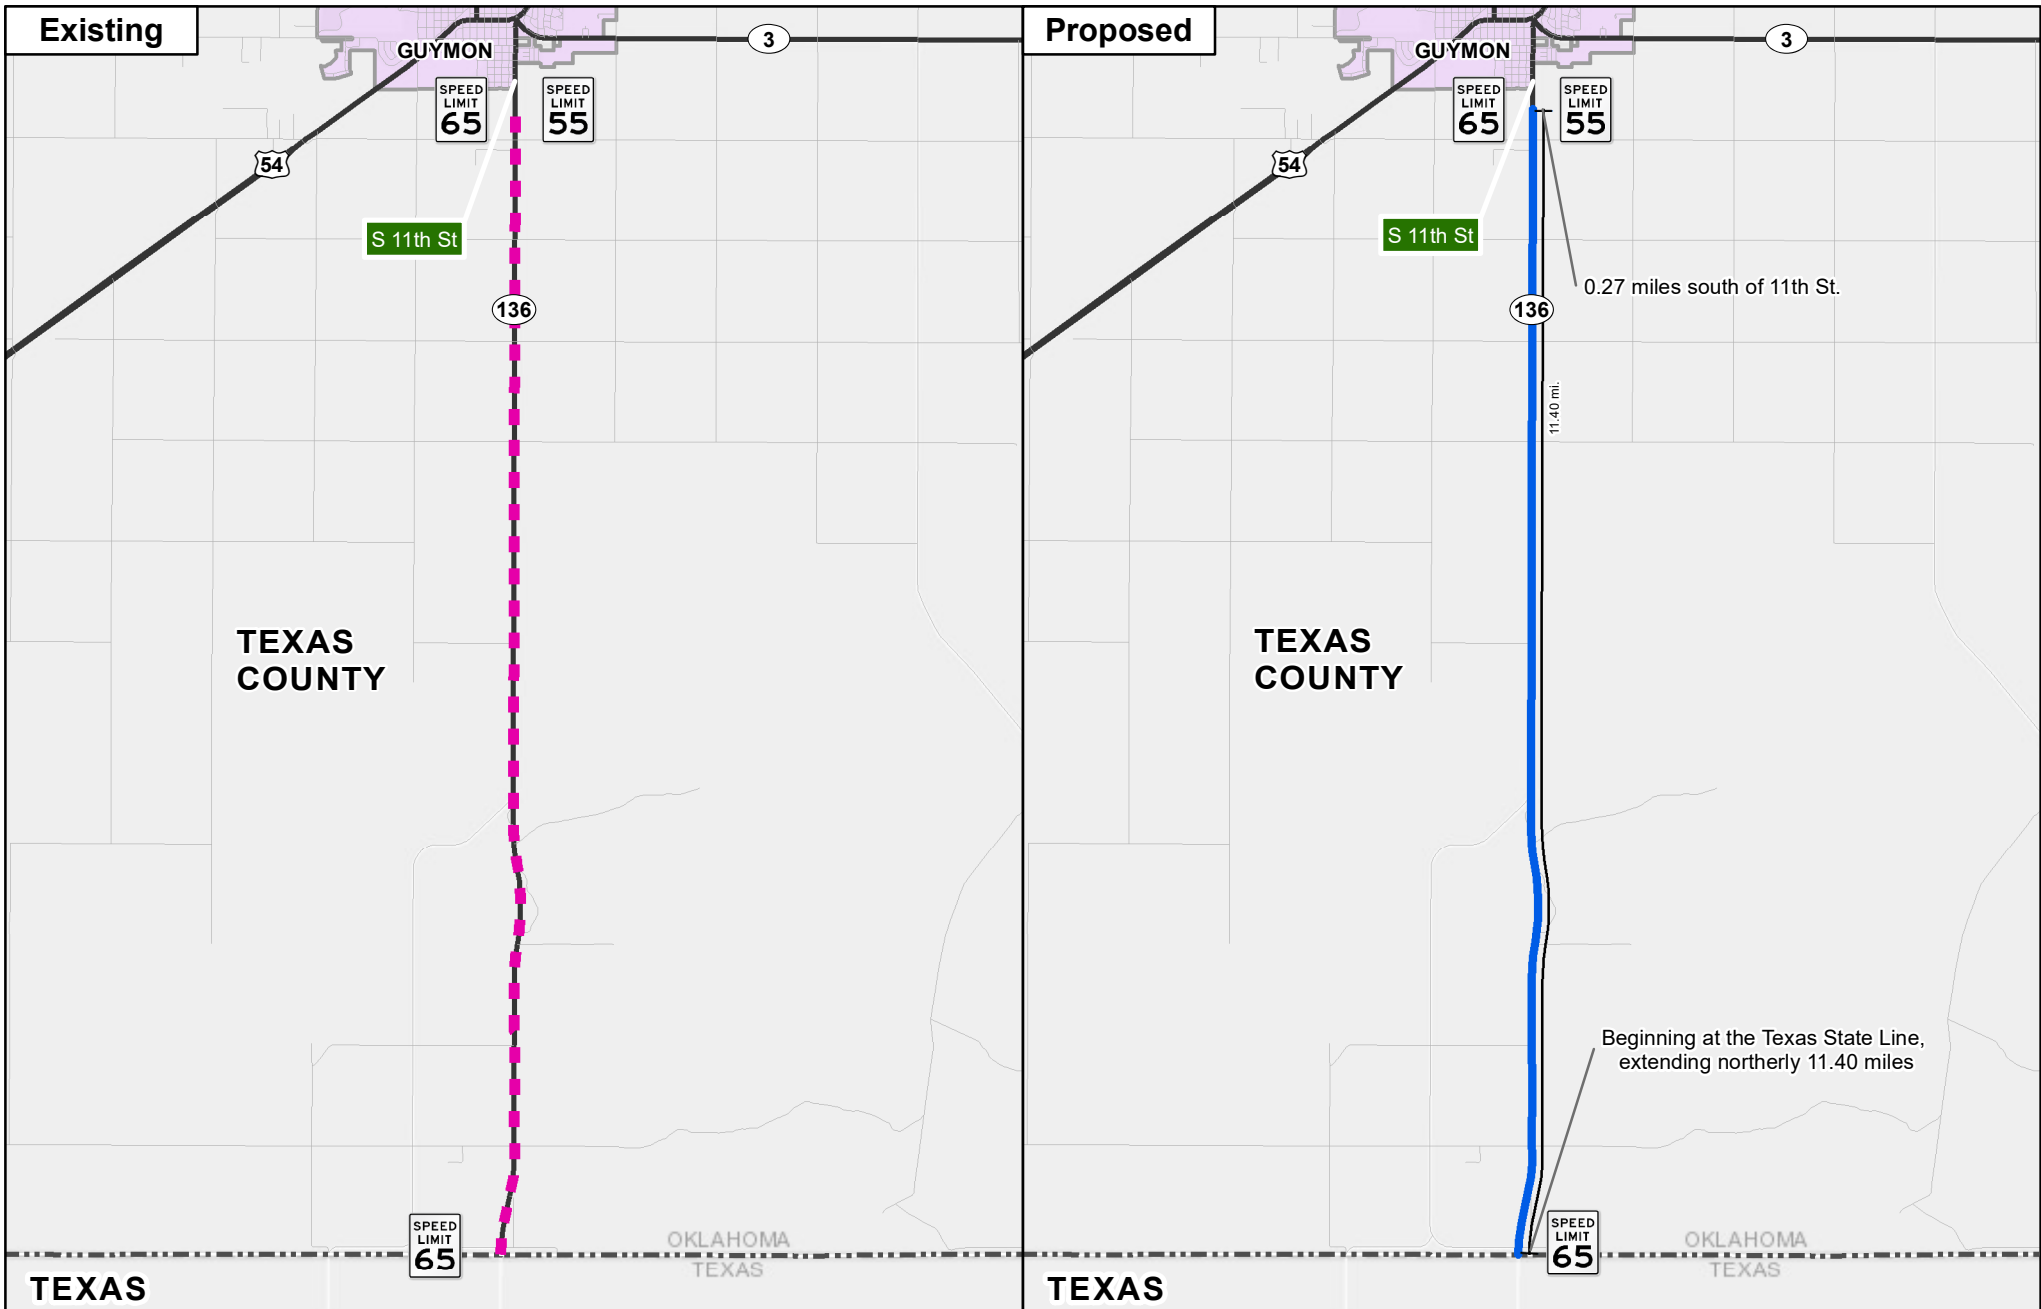 Existing
GUYMON
3
SPEED
LIMIT
65
SPEED
LIMIT
55
54
S 11th St
136
TEXAS
COUNTY
SPEED
LIMIT
65
OKLAHOMA
TEXAS
TEXAS
Proposed
GUYMON
3
SPEED
LIMIT
65
SPEED
LIMIT
55
54
S 11th St
0.27 miles south of 11th St.
136
11.40 mi.
TEXAS
COUNTY
Beginning at the Texas State Line,
extending northerly 11.40 miles
SPEED
LIMIT
65
OKLAHOMA
TEXAS
TEXAS